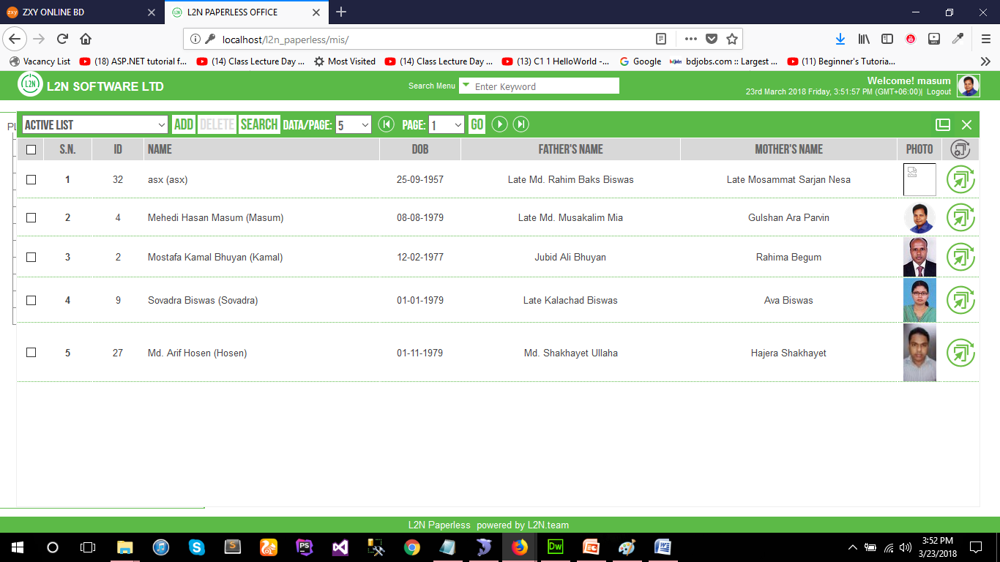 ZXY ONLINE BD
L2N PAPERLESS OFFICE
localhost/l2n_paperless/mis/
Vacancy List (18) ASP.NET tutorial f... (14) Class Lecture Day ... Most Visited (14) Class Lecture Day ... (13) C1 1 HelloWorld -... Google bdjobs.com :: Largest ... (11) Beginner's Tutoria...
L2N SOFTWARE LTD
Search Menu Enter Keyword
Welcome! masum
23rd March 2018 Friday, 3:51:57 PM (GMT+06:00)| Logout
ACTIVE LIST ADD DELETE SEARCH DATA/PAGE: 5 PAGE: 1 GO
S.N. ID NAME DOB FATHER'S NAME MOTHER'S NAME PHOTO
1 32 asx (asx) 25-09-1957 Late Md. Rahim Baks Biswas Late Mosammat Sarjan Nesa
2 4 Mehedi Hasan Masum (Masum) 08-08-1979 Late Md. Musakalim Mia Gulshan Ara Parvin
3 2 Mostafa Kamal Bhuyan (Kamal) 12-02-1977 Jubid Ali Bhuyan Rahima Begum
4 9 Sovadra Biswas (Sovadra) 01-01-1979 Late Kalachad Biswas Ava Biswas
5 27 Md. Arif Hosen (Hosen) 01-11-1979 Md. Shakhayet Ullaha Hajera Shakhayet
L2N Paperless powered by L2N.team
3:52 PM
3/23/2018